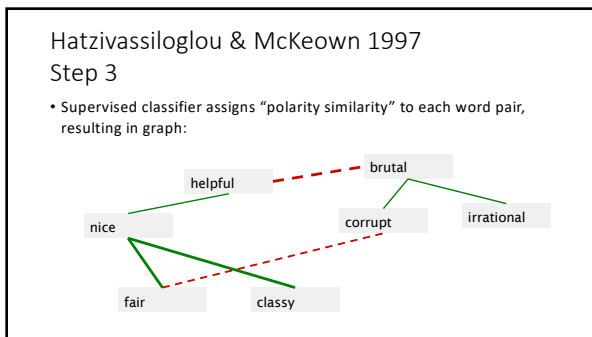 Hatzivassiloglou & McKeown 1997
Step 3
• Supervised classifier assigns “polarity similarity” to each word pair,
resulting in graph:
brutal
helpful
nice
corrupt
irrational
fair
classy